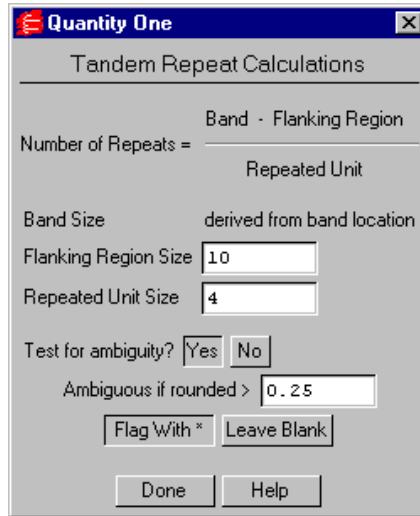 Quantity One
Tandem Repeat Calculations
Number of Repeats = Band - Flanking Region
Repeated Unit
Band Size derived from band location
Flanking Region Size 10
Repeated Unit Size 4
Test for ambiguity? Yes No
Ambiguous if rounded > 0.25
Flag With * Leave Blank
Done Help